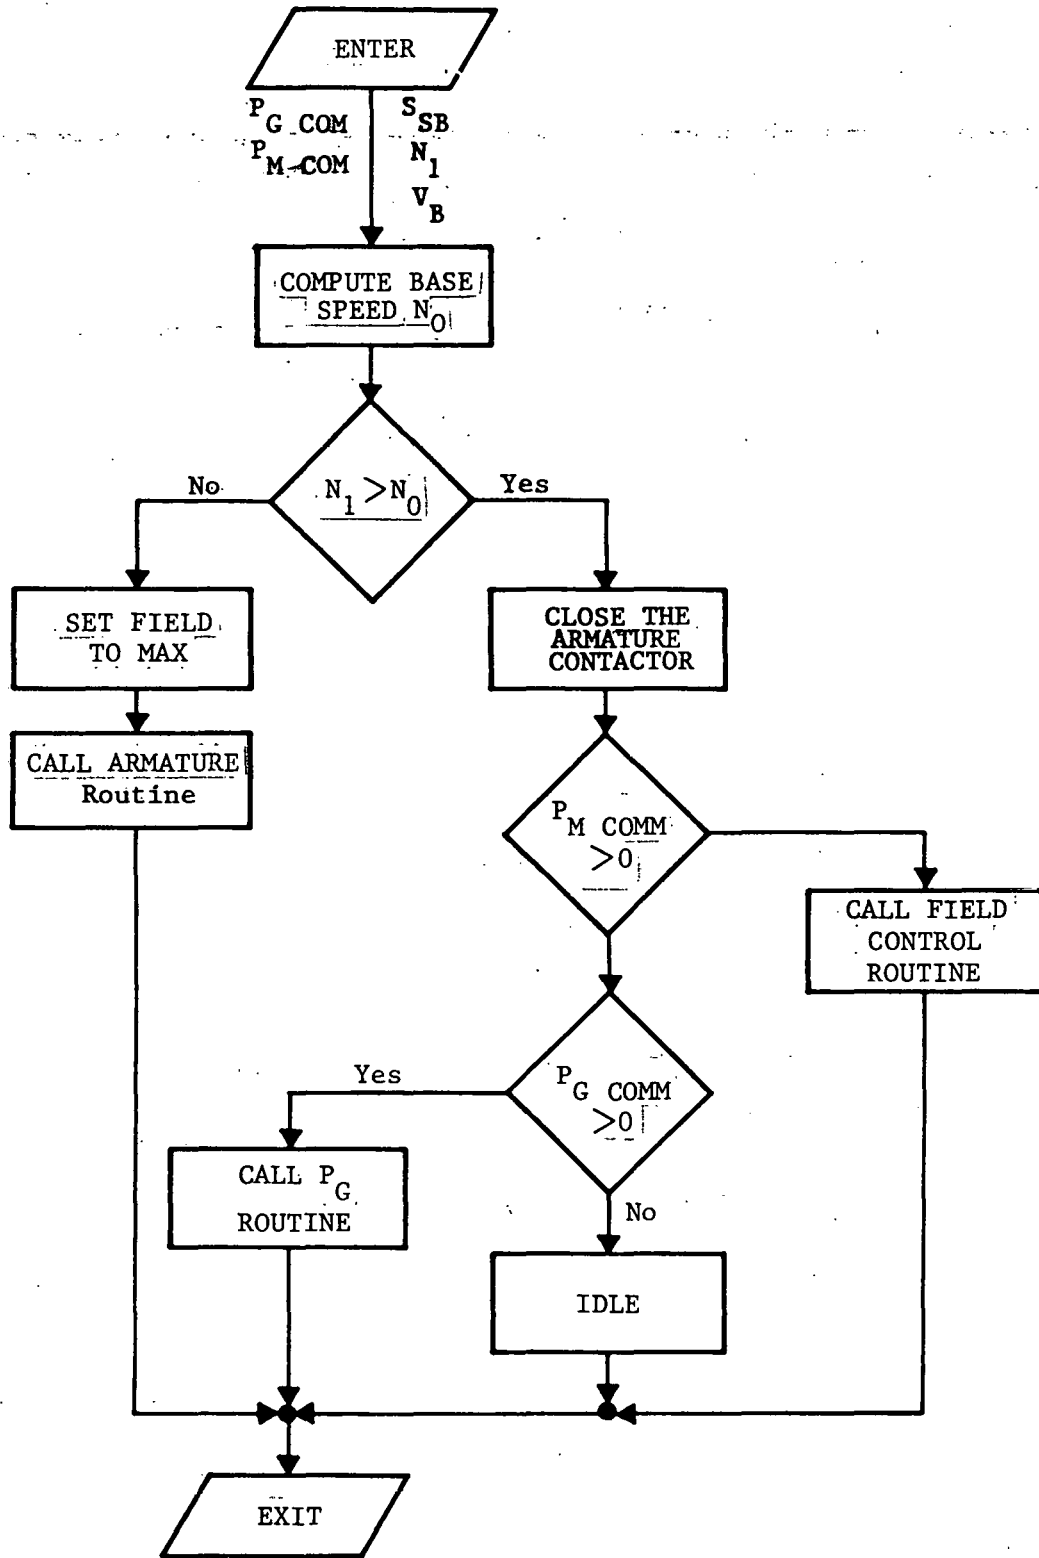 ENTER
P_G COM S_SB
P_M COM N_1
V_B
COMPUTE BASE
SPEED N_0
No
N_1 > N_0
Yes
SET FIELD
TO MAX
CLOSE THE
ARMATURE
CONTACTOR
CALL ARMATURE
Routine
P_M COMM
>0
CALL FIELD
CONTROL
ROUTINE
Yes
P_G COMM
>0
CALL P_G
ROUTINE
No
IDLE
EXIT